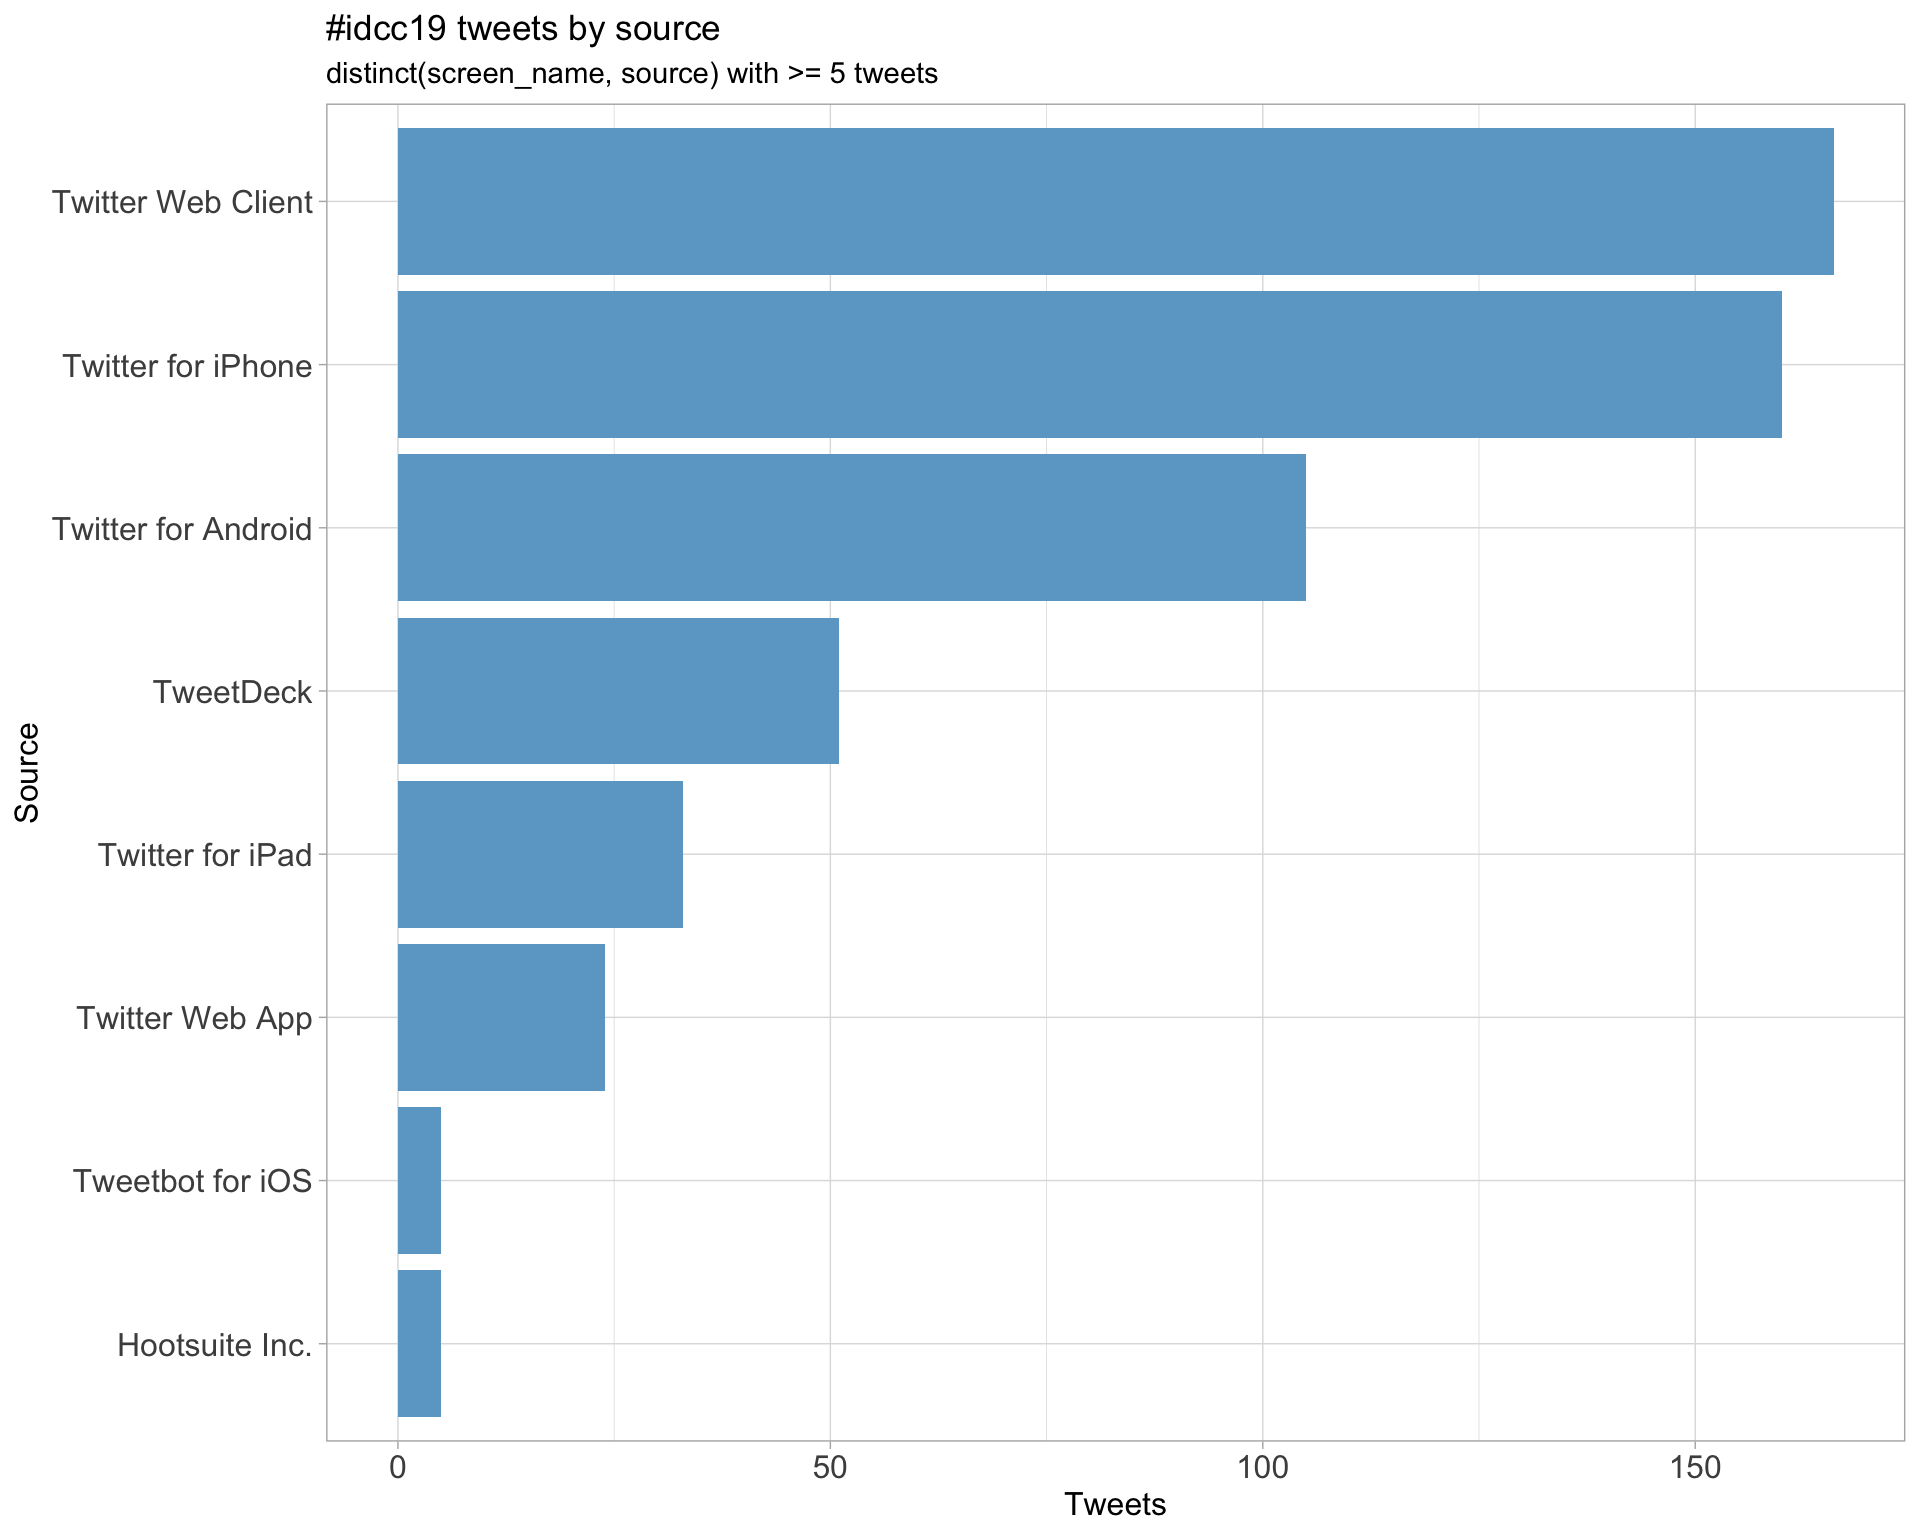 #idcc19 tweets by source
distinct(screen_name, source) with >= 5 tweets
Source
Twitter Web Client
Twitter for iPhone
Twitter for Android
TweetDeck
Twitter for iPad
Twitter Web App
Tweetbot for iOS
Hootsuite Inc.
0 50 100 150
Tweets